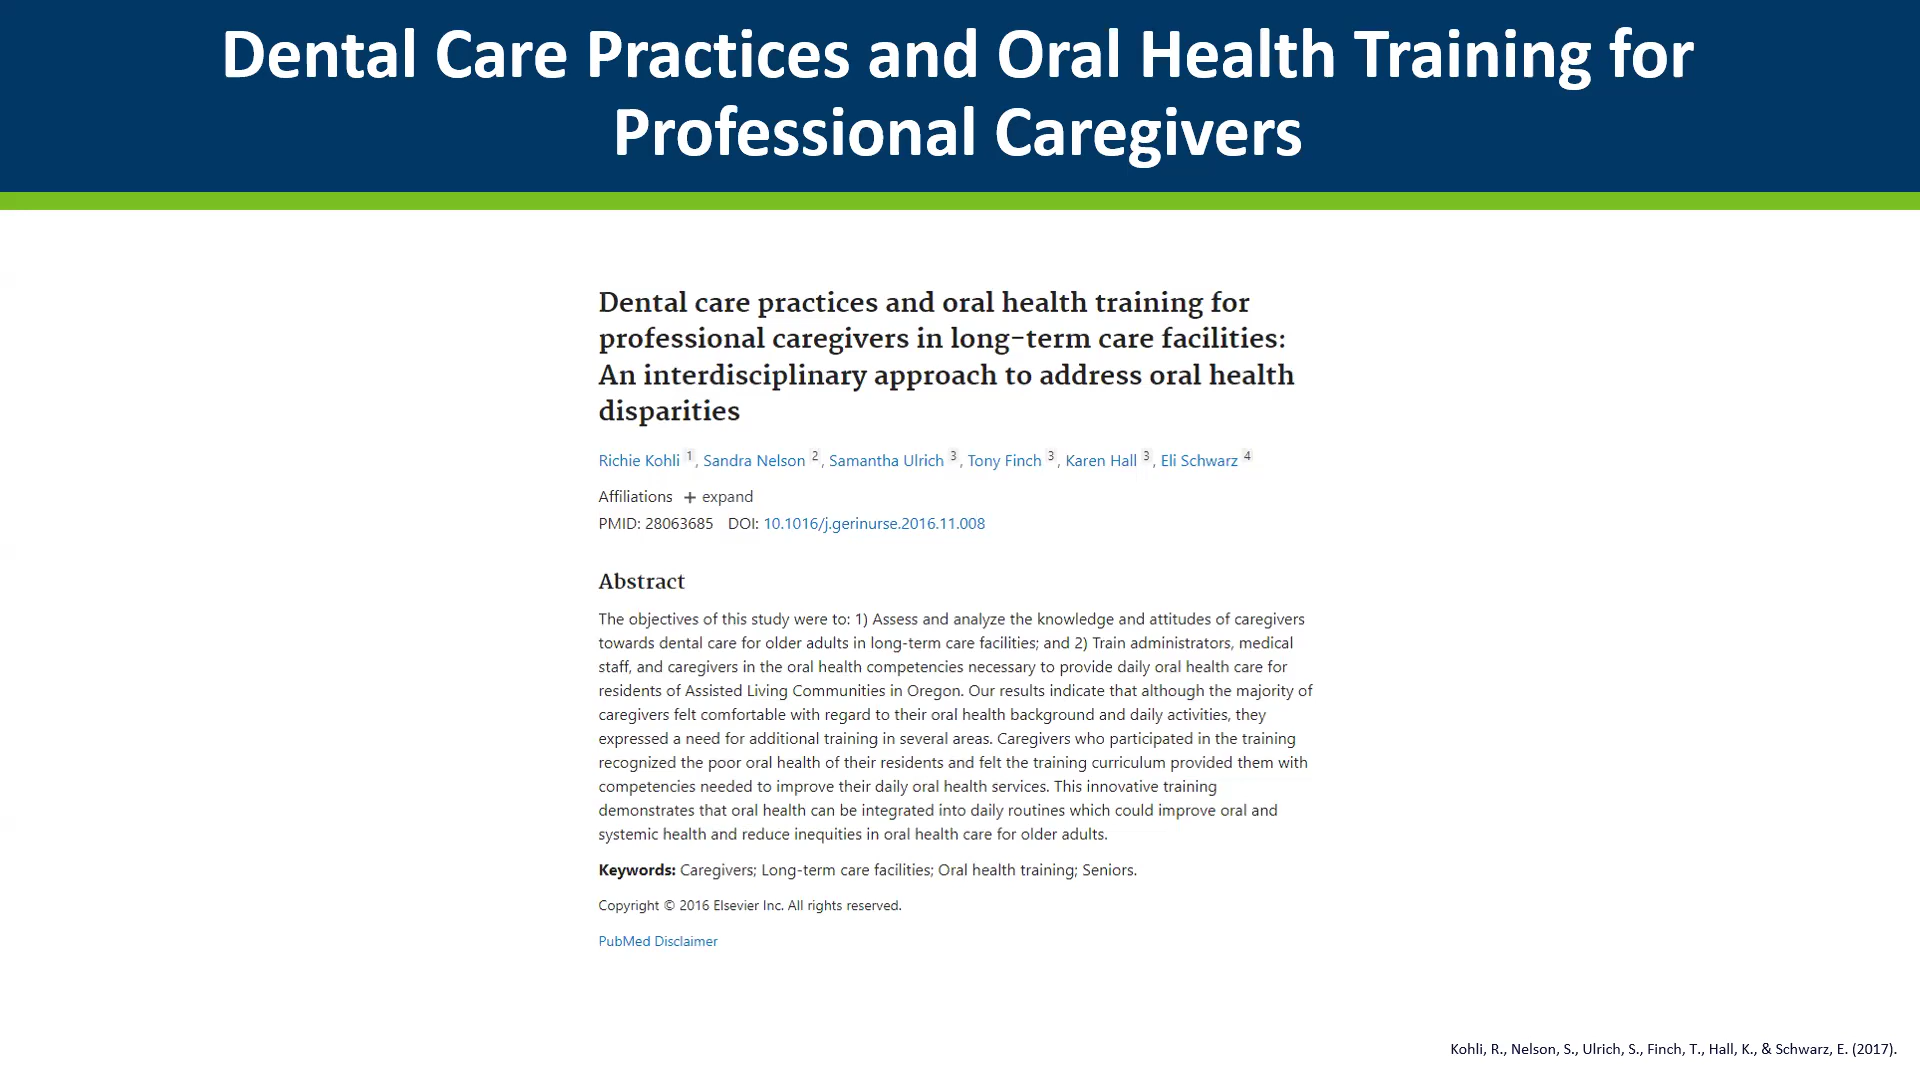 Dental Care Practices and Oral Health Training for
Professional Caregivers
Dental care practices and oral health training for
professional caregivers in long-term care facilities:
An interdisciplinary approach to address oral health
disparities
Richie Kohli 1, Sandra Nelson 2, Samantha Ulrich 3, Tony Finch 3, Karen Hall 3, Eli Schwarz 4
Affiliations + expand
PMID: 28063685 DOI: 10.1016/j.gerinurse.2016.11.008
Abstract
The objectives of this study were to: 1) Assess and analyze the knowledge and attitudes of caregivers
towards dental care for older adults in long-term care facilities; and 2) Train administrators, medical
staff, and caregivers in the oral health competencies necessary to provide daily oral health care for
residents of Assisted Living Communities in Oregon. Our results indicate that although the majority of
caregivers felt comfortable with regard to their oral health background and daily activities, they
expressed a need for additional training in several areas. Caregivers who participated in the training
recognized the poor oral health of their residents and felt the training curriculum provided them with
competencies needed to improve their daily oral health services. This innovative training
demonstrates that oral health can be integrated into daily routines which could improve oral and
systemic health and reduce inequities in oral health care for older adults.
Keywords: Caregivers; Long-term care facilities; Oral health training; Seniors.
Copyright © 2016 Elsevier Inc. All rights reserved.
PubMed Disclaimer
Kohli, R., Nelson, S., Ulrich, S., Finch, T., Hall, K., & Schwarz, E. (2017).